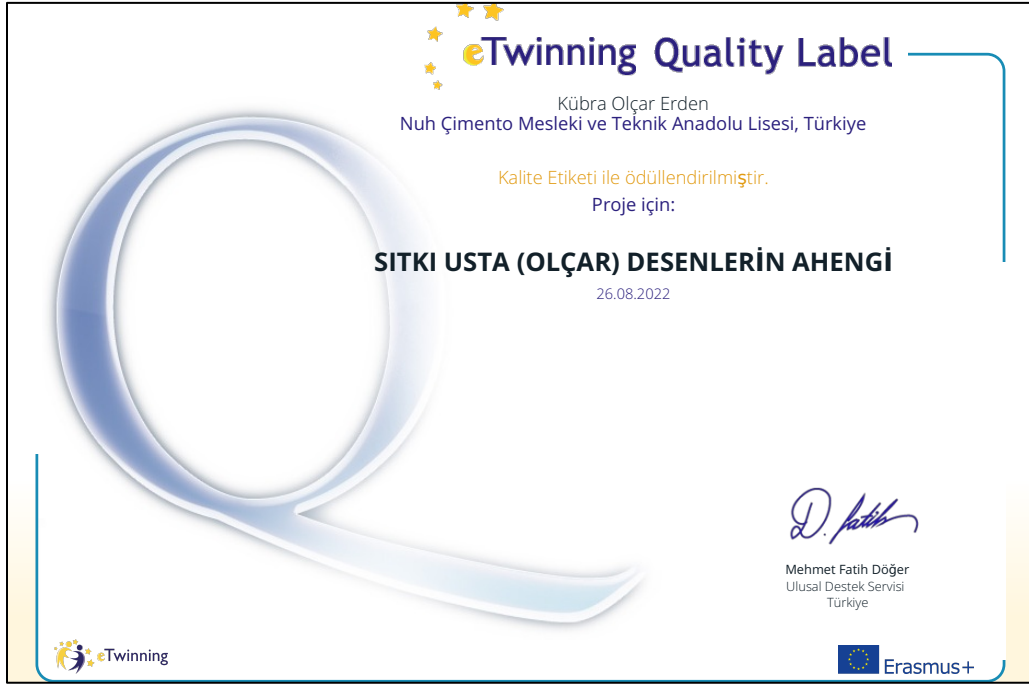 eTwinning Quality Label
Kübra Olçar Erden
Nuh Çimento Mesleki ve Teknik Anadolu Lisesi, Türkiye
Kalite Etiketi ile ödüllendirilmiştir.
Proje için:
SITKI USTA (OLÇAR) DESENLERİN AHENGİ
26.08.2022
D. fatih
Mehmet Fatih Döğer
Ulusal Destek Servisi
Türkiye
eTwinning
Erasmus+